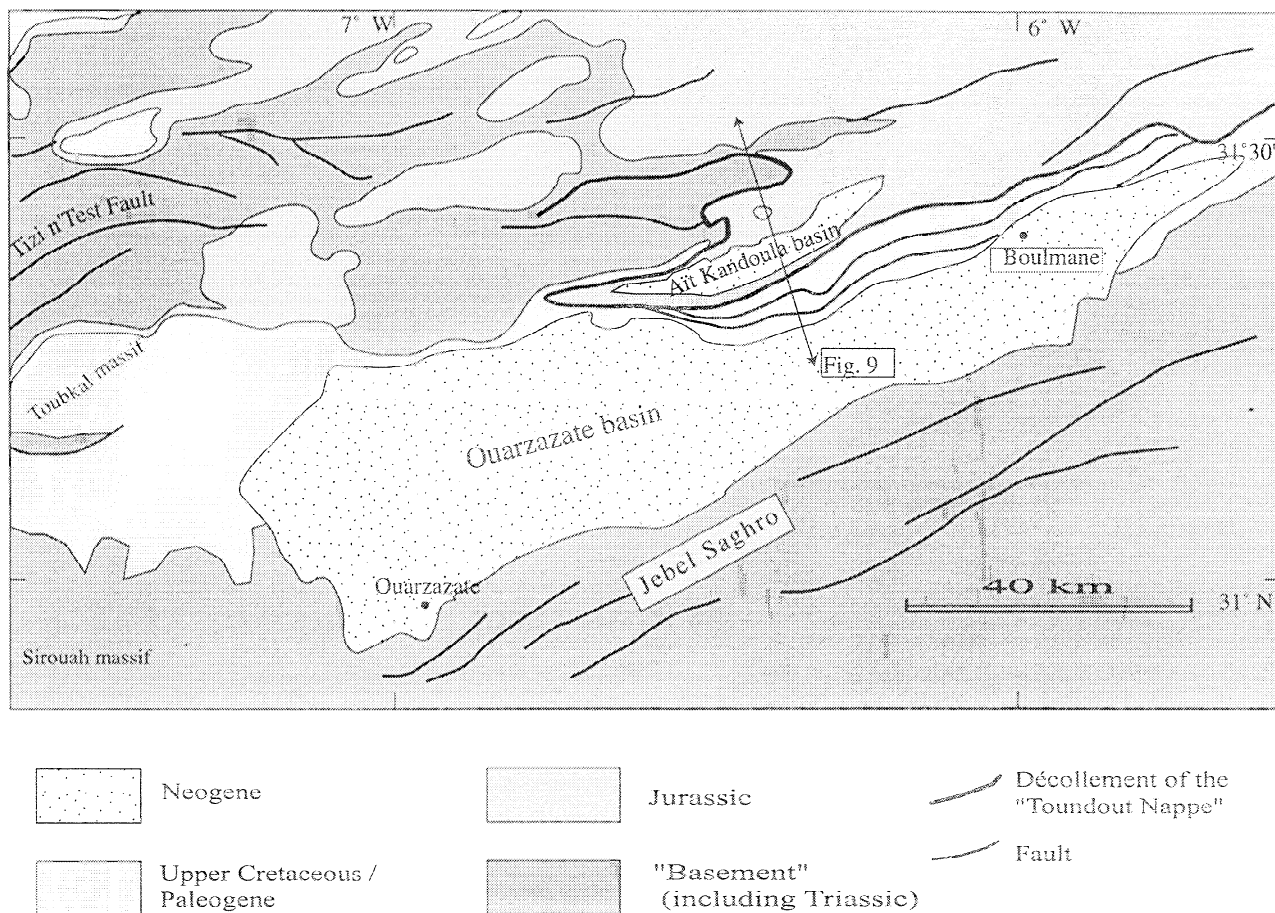 7° W
6° W
31°30'
Tizi n'Test Fault
Aït Kandoula basin
Boulmane
Toubkal massif
Fig. 9
Ouarzazate basin
Jebel Saghro
Ouarzazate
40 km
31° N
Sirouah massif
Neogene
Jurassic
Décollement of the
"Toundout Nappe"
Fault
Upper Cretaceous /
Paleogene
"Basement"
(including Triassic)